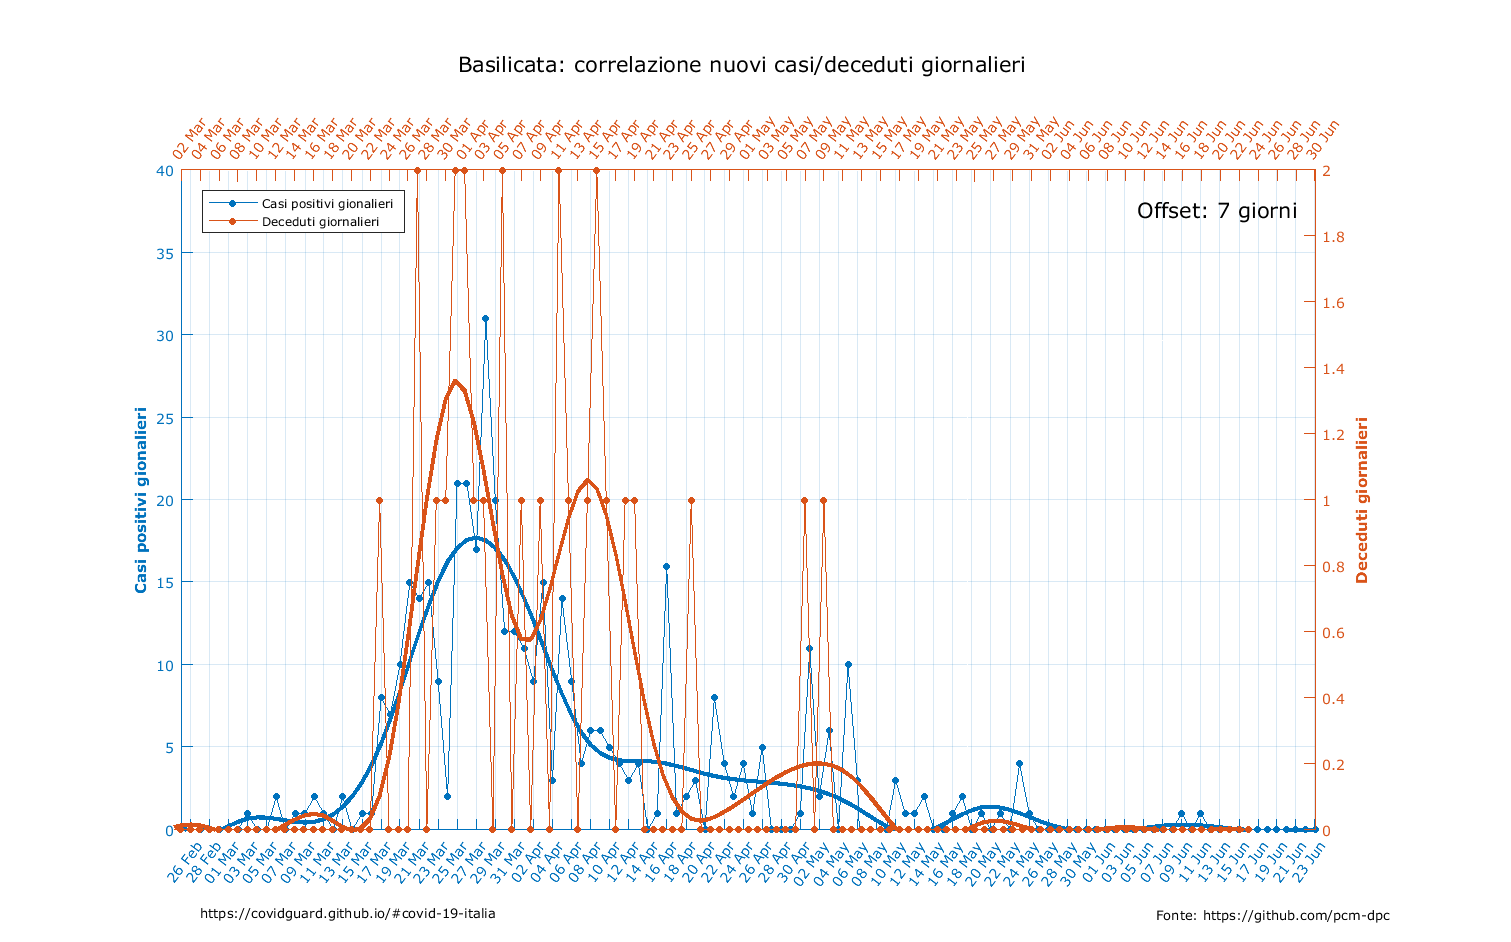 Basilicata: correlazione nuovi casi/deceduti giornalieri
02 Mar 04 Mar 06 Mar 08 Mar 10 Mar 12 Mar 14 Mar 16 Mar 18 Mar 20 Mar 22 Mar 24 Mar 26 Mar 28 Mar 30 Mar 01 Apr 03 Apr 05 Apr 07 Apr 09 Apr 11 Apr 13 Apr 15 Apr 17 Apr 19 Apr 21 Apr 23 Apr 25 Apr 27 Apr 29 Apr 01 May 03 May 05 May 07 May 09 May 11 May 13 May 15 May 17 May 19 May 21 May 23 May 25 May 27 May 29 May 31 May 02 Jun 04 Jun 06 Jun 08 Jun 10 Jun 12 Jun 14 Jun 16 Jun 18 Jun 20 Jun 22 Jun 24 Jun 26 Jun 28 Jun 30 Jun
Casi positivi gionalieri
Deceduti giornalieri
Offset: 7 giorni
40
35
30
25
20
15
10
5
0
Casi positivi gionalieri
2
1.8
1.6
1.4
1.2
1
0.8
0.6
0.4
0.2
0
Deceduti giornalieri
26 Feb 28 Feb 01 Mar 03 Mar 05 Mar 07 Mar 09 Mar 11 Mar 13 Mar 15 Mar 17 Mar 19 Mar 21 Mar 23 Mar 25 Mar 27 Mar 29 Mar 31 Mar 02 Apr 04 Apr 06 Apr 08 Apr 10 Apr 12 Apr 14 Apr 16 Apr 18 Apr 20 Apr 22 Apr 24 Apr 26 Apr 28 Apr 30 Apr 02 May 04 May 06 May 08 May 10 May 12 May 14 May 16 May 18 May 20 May 22 May 24 May 26 May 28 May 30 May 01 Jun 03 Jun 05 Jun 07 Jun 09 Jun 11 Jun 13 Jun 15 Jun 17 Jun 19 Jun 21 Jun 23 Jun
https://covidguard.github.io/#covid-19-italia
Fonte: https://github.com/pcm-dpc